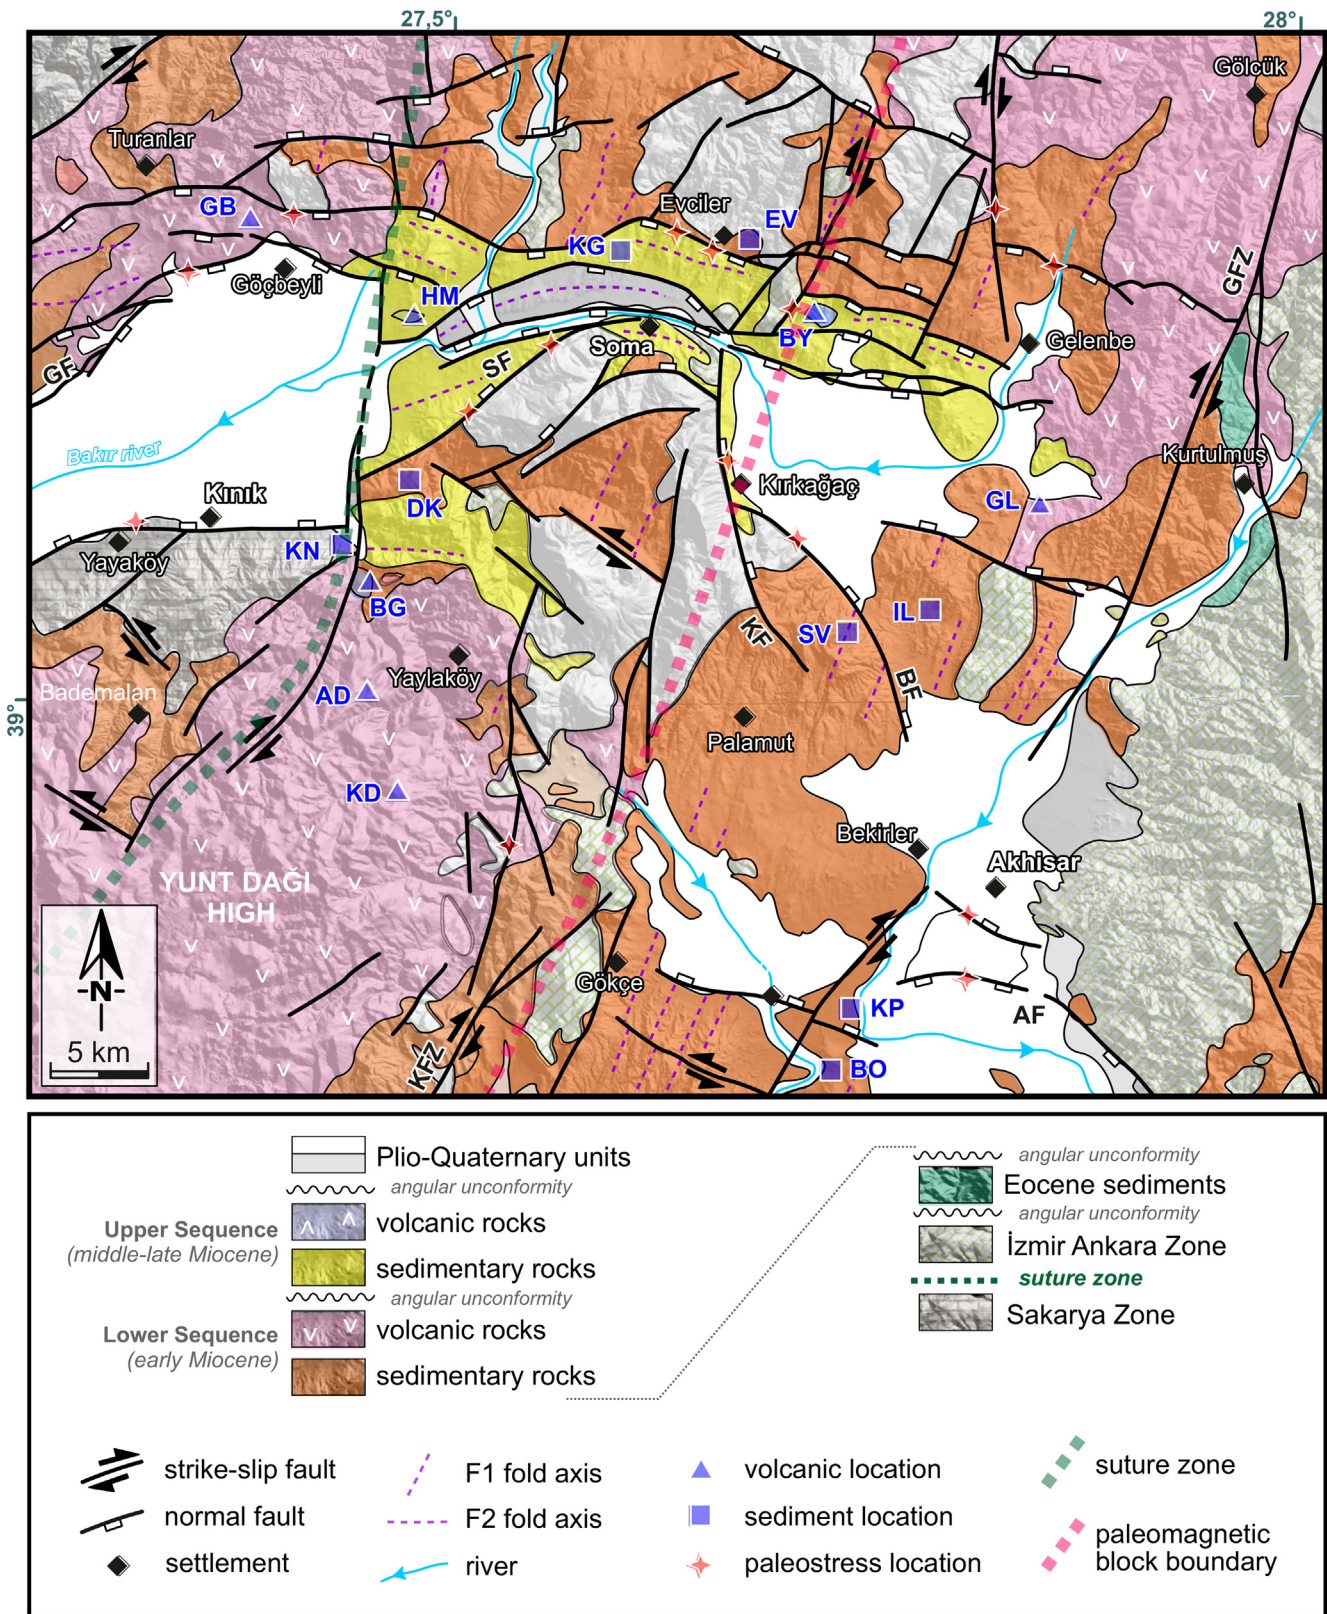 27,5°
28°
Gölcük
Turanlar
GB
Evciler
EV
KG
Göçbeyli
HM
GFZ
BY
Soma
Gelenbe
SF
GF
Bakır river
Kınık
DK
Kırkağaç
Kurtulmuş
GL
Yayaköy
KN
BG
IL
SV
KF
Yaylaköy
AD
BF
Bademalan
39°
Palamut
KD
Bekirler
Akhisar
YUNT DAĞI
HIGH
Gökçe
N
KP
AF
5 km
KFZ
BO
Plio-Quaternary units
angular unconformity
Upper Sequence
(middle-late Miocene)
volcanic rocks
sedimentary rocks
angular unconformity
Lower Sequence
(early Miocene)
volcanic rocks
sedimentary rocks
angular unconformity
Eocene sediments
angular unconformity
İzmir Ankara Zone
suture zone
Sakarya Zone
strike-slip fault
normal fault
settlement
F1 fold axis
F2 fold axis
river
volcanic location
sediment location
paleostress location
suture zone
paleomagnetic
block boundary